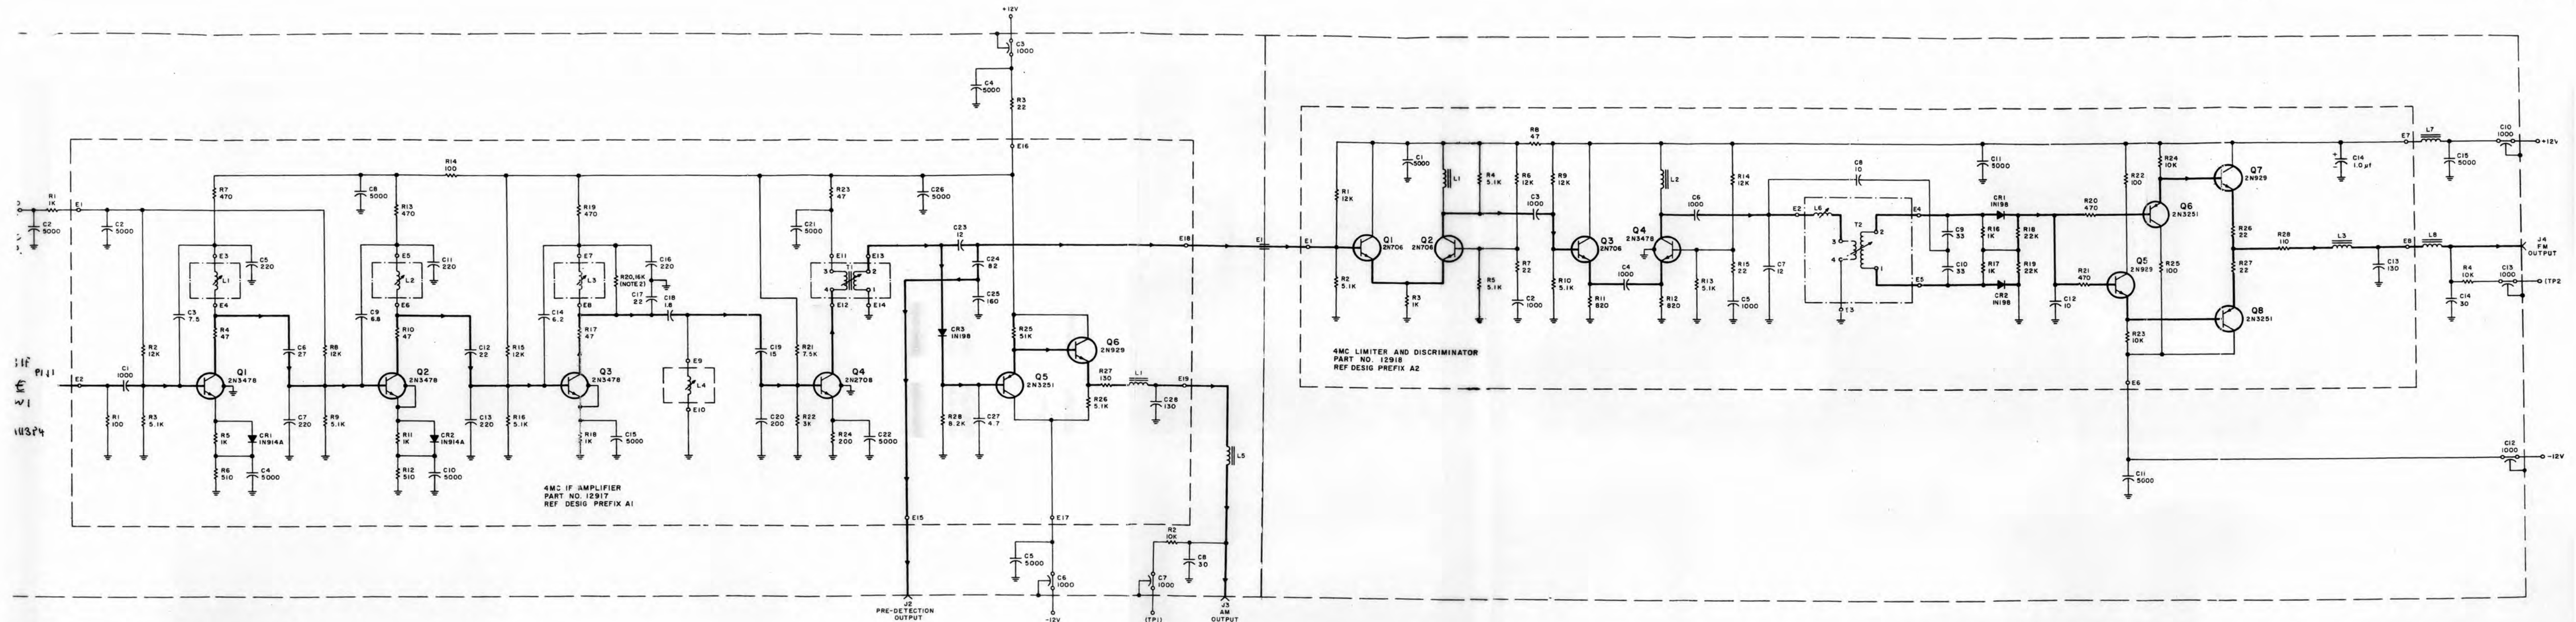 +12V
C3
1000
C4
5000
R3
22
E16
R14
100
R1
1K
E1
C2
5000
C2
5000
R7
470
C8
5000
R13
470
R19
470
R23
47
C26
5000
C21
5000
C23
12
E18
E3
C5
220
L1
E4
E5
C11
220
L2
E6
E7
R20,16K
(NOTE 2)
C16
220
L3
C17
22
E8
C18
1.8
E11
E13
T1
3
2
4
1
E12
E14
C24
82
C25
160
C3
7.5
R4
47
C9
6.8
R10
47
C14
6.2
R17
47
R2
12K
C6
27
R8
12K
C12
22
R15
12K
C19
15
R21
7.5K
CR3
1N198
R25
51K
Q6
2N929
PIJ1
E2
C1
1000
Q1
2N3478
Q2
2N3478
Q3
2N3478
E9
L4
E10
Q4
2N2708
Q5
2N3251
R27
130
L1
E19
R26
5.1K
C28
130
R1
100
R3
5.1K
C7
220
R9
5.1K
C13
220
R16
5.1K
C20
200
R22
3K
R28
8.2K
C27
4.7
R5
1K
CR1
1N914A
R11
1K
CR2
1N914A
R18
1K
C15
5000
R24
200
C22
5000
L5
R6
510
C4
5000
R12
510
C10
5000
4MC IF AMPLIFIER
PART NO. 12917
REF DESIG PREFIX A1
E15
E17
R2
10K
C5
5000
C6
1000
C7
1000
C8
30
J2
PRE-DETECTION
OUTPUT
-12V
(TP1)
J3
AM
OUTPUT
E1
E1
R8
47
C1
5000
L1
R4
5.1K
R6
12K
R9
12K
R1
12K
C3
1000
L2
C6
1000
R14
12K
C8
10
Q1
2N706
Q2
2N706
Q3
2N706
Q4
2N3478
R2
5.1K
R5
5.1K
R7
22
R3
1K
C2
1000
R10
5.1K
C4
1000
R11
820
R12
820
R13
5.1K
R15
22
C5
1000
C7
12
E2
L6
T2
3
2
4
1
T3
E4
E5
C9
33
C10
33
C11
5000
CR1
1N198
R16
1K
R18
22K
R17
1K
R19
22K
CR2
1N198
R20
470
R21
470
C12
10
R22
100
R24
10K
Q7
2N929
Q6
2N3251
Q5
2N929
R25
100
R26
22
R27
22
R28
110
Q8
2N3251
R23
10K
E6
C11
5000
C14
1.0 µf
E7
L7
C15
5000
C10
1000
+12V
L3
E8
L8
C13
130
J4
FM
OUTPUT
R4
10K
C13
1000
(TP2
C14
30
C12
1000
-12V
4MC LIMITER AND DISCRIMINATOR
PART NO. 12918
REF DESIG PREFIX A2